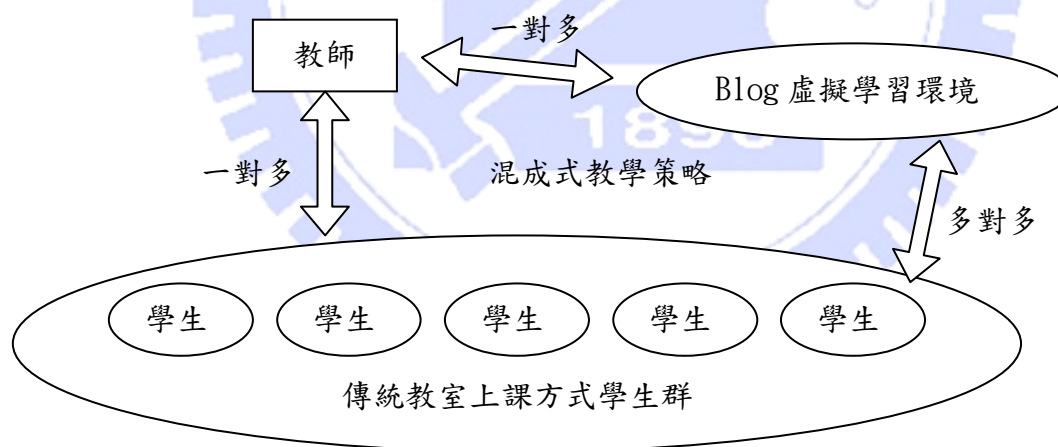 一對多
教師
Blog 虛擬學習環境
1896
一對多
混成式教學策略
多對多
學生
學生
學生
學生
學生
傳統教室上課方式學生群